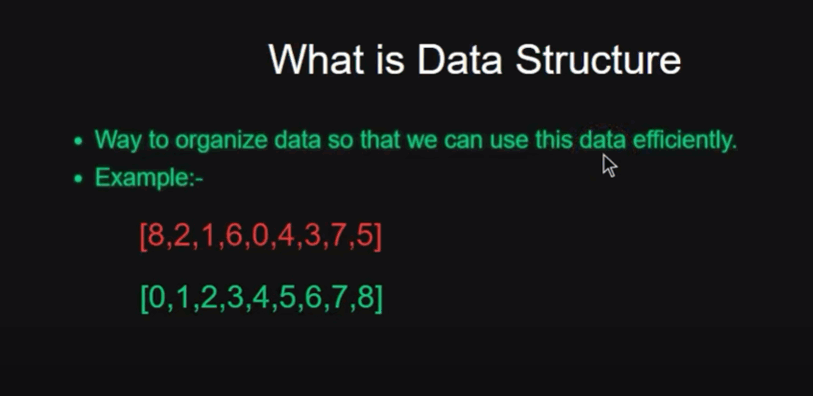 What is Data Structure
• Way to organize data so that we can use this data efficiently.
• Example:-
[8,2,1,6,0,4,3,7,5]
[0,1,2,3,4,5,6,7,8]